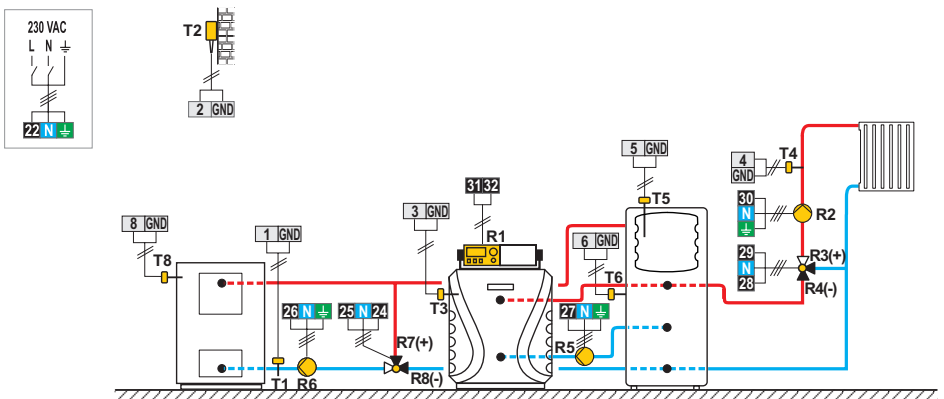 230 VAC
L N
22 N
T2
2 GND
8 GND
T8
1 GND
T1
26 N
R6
25 N 24
R7(+)
R8(-)
3 GND
T3
31 32
R1
6 GND
T6
27 N
R5
5 GND
T5
4
GND
T4
30
N
R2
29
N
28
R3(+)
R4(-)